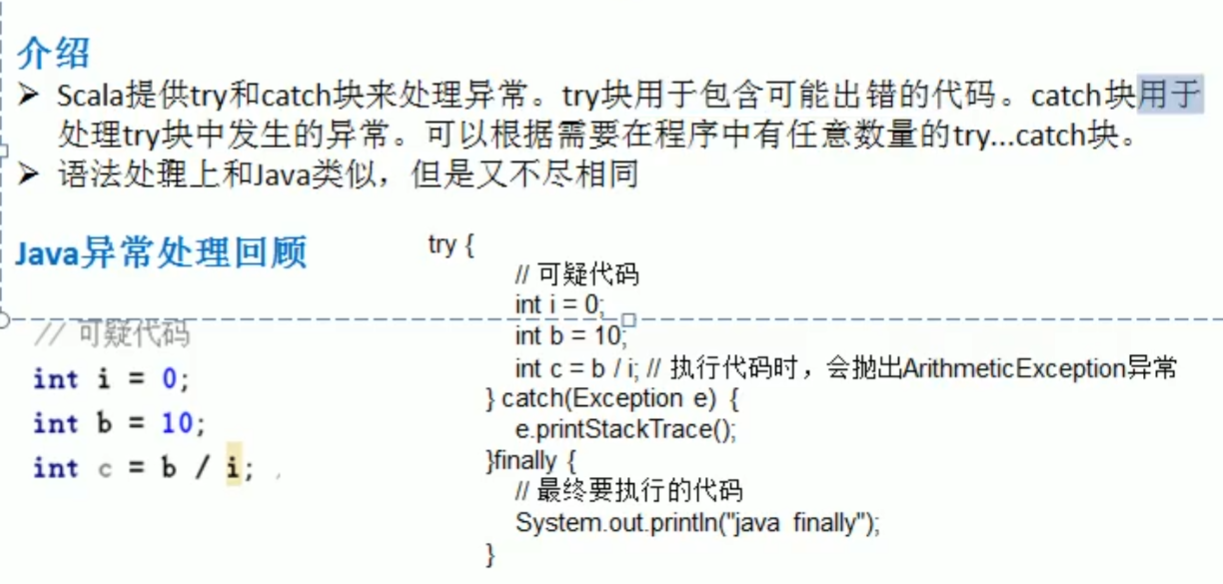 介绍
➢ Scala提供try和catch块来处理异常。try块用于包含可能出错的代码。catch块用于
处理try块中发生的异常。可以根据需要在程序中有任意数量的try...catch块。
➢ 语法处理上和Java类似，但是又不尽相同
Java异常处理回顾
// 可疑代码
int i = 0;
int b = 10;
int c = b / i;
try {
// 可疑代码
int i = 0;
int b = 10;
int c = b / i; // 执行代码时，会抛出ArithmeticException异常
} catch(Exception e) {
e.printStackTrace();
}finally {
// 最终要执行的代码
System.out.println("java finally");
}